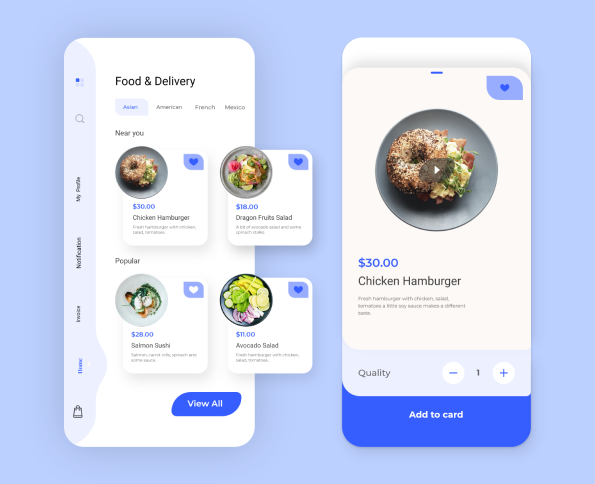 Food & Delivery
Asian American French Mexico
Near you
$30.00
Chicken Hamburger
Fresh hamburger with chicken,
salad, tomatoes.
$18.00
Dragon Fruits Salad
A bit of avocado salad and some
spinach stalks.
Popular
$28.00
Salmon Sushi
Salmon, carrot rolls, spinach and
some sauce.
$11.00
Avocado Salad
Fresh hamburger with chicken,
salad, tomatoes.
View All
My Profile
Notification
Invoice
Home
$30.00
Chicken Hamburger
Fresh hamburger with chicken, salad,
tomatoes a little soy sauce makes a different
taste.
Quality
1
Add to card